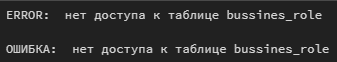 ERROR:  нет доступа к таблице bussines_role
ОШИБКА:  нет доступа к таблице bussines_role